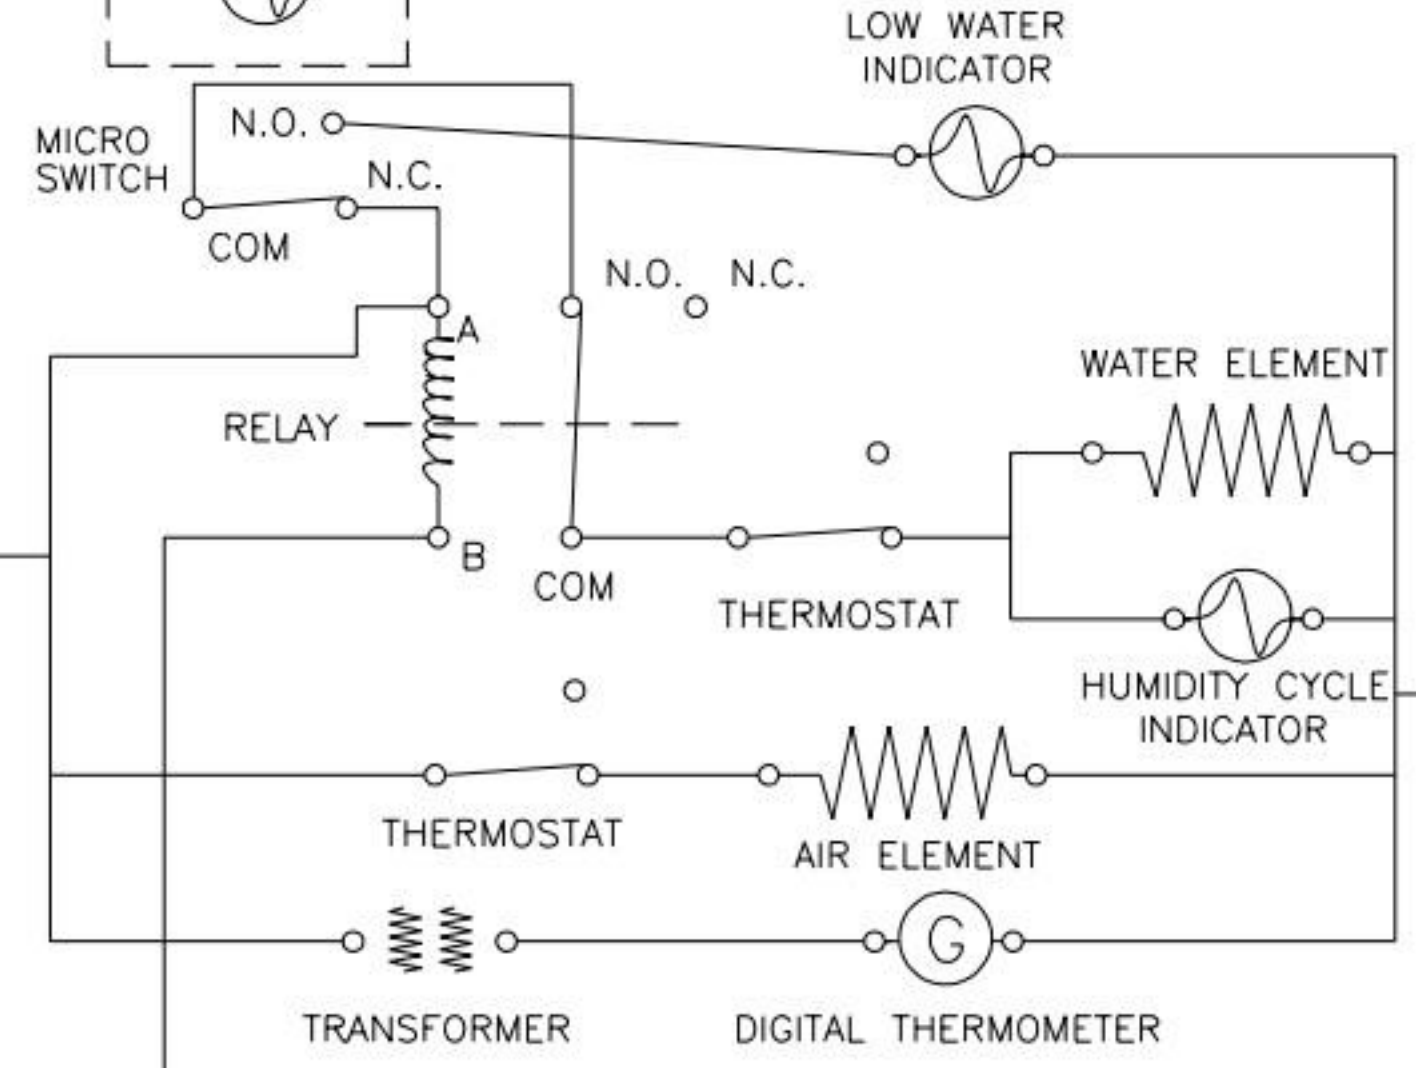 LOW WATER
INDICATOR
MICRO
SWITCH
N.O.
N.C.
COM
N.O. N.C.
A
RELAY
WATER ELEMENT
B
COM
THERMOSTAT
HUMIDITY CYCLE
INDICATOR
THERMOSTAT
AIR ELEMENT
G
TRANSFORMER
DIGITAL THERMOMETER